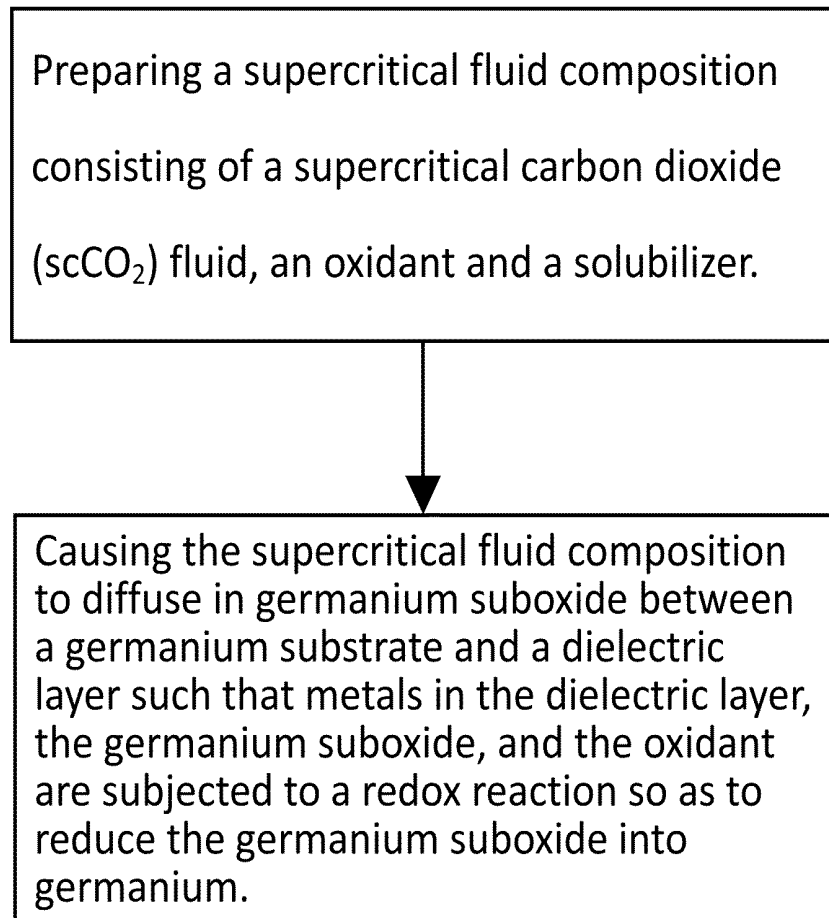 Preparing a supercritical fluid composition
consisting of a supercritical carbon dioxide
(scCO₂) fluid, an oxidant and a solubilizer.
Causing the supercritical fluid composition
to diffuse in germanium suboxide between
a germanium substrate and a dielectric
layer such that metals in the dielectric layer,
the germanium suboxide, and the oxidant
are subjected to a redox reaction so as to
reduce the germanium suboxide into
germanium.